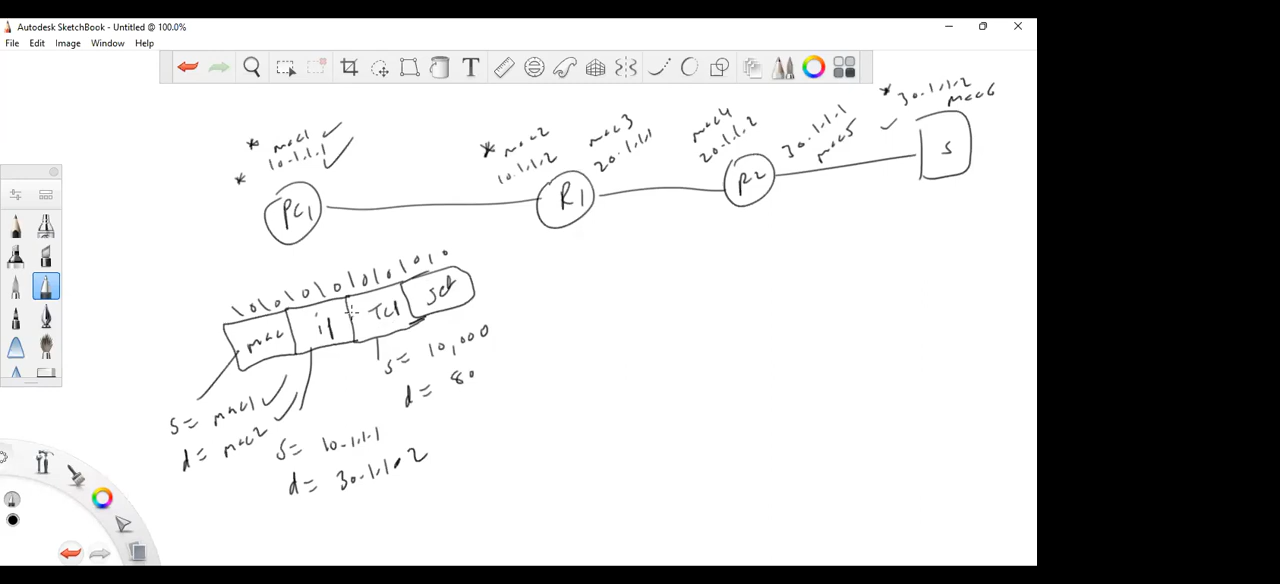 Autodesk SketchBook - Untitled @ 100.0%
File Edit Image Window Help
T
* mac1
* 10.1.1.1
* mac2
10.1.1.2
mac3
20.1.1.1
mac4
20.1.1.2
30.1.1.1
mac5
* 30.1.1.2
mac6
PC1
R1
R2
S
101010101010
mac
ip
TCP
s = mac1
d = mac2
s = 10.1.1.1
d = 30.1.1.2
s = 10,000
d = 80